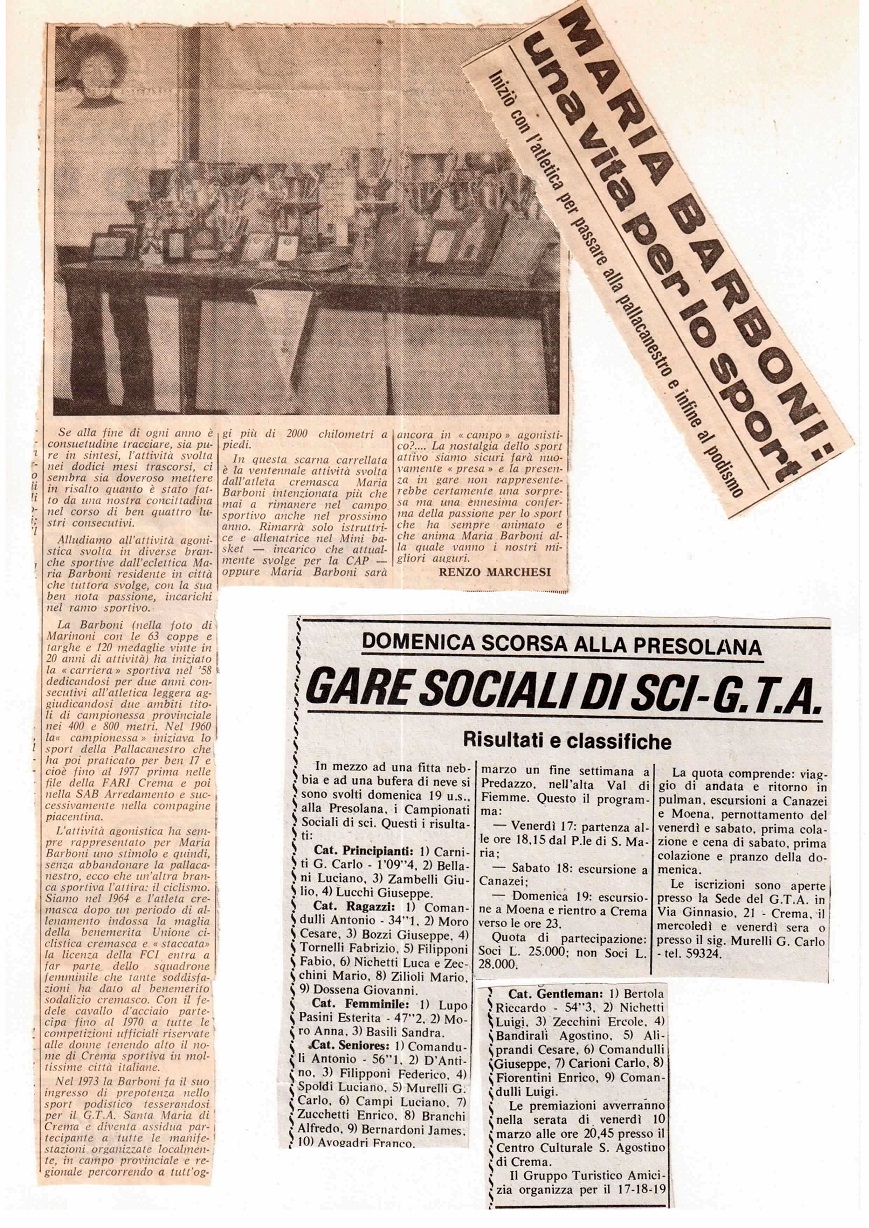 MARIA BARBONI:
una vita per lo sport
Iniziò con l'atletica per passare alla pallacanestro e infine al podismo
Se alla fine di ogni anno è
consuetudine tracciare, sia pu-
re in sintesi, l'attività svolta
nei dodici mesi trascorsi, ci
sembra sia doveroso mettere
in risalto quanto è stato fat-
to da una nostra concittadina
nel corso di ben quattro lu-
stri consecutivi.
Alludiamo all'attività agoni-
stica svolta in diverse bran-
che sportive dall'eclettica Ma-
ria Barboni residente in città
che tuttora svolge, con la sua
ben nota passione, incarichi
nel ramo sportivo.
La Barboni (nella foto di
Marinoni con le 63 coppe e
targhe e 120 medaglie vinte in
20 anni di attività) ha iniziato
la « carriera » sportiva nel '58
dedicandosi per due anni con-
secutivi all'atletica leggera ag-
giudicandosi due ambiti tito-
li di campionessa provinciale
nei 400 e 800 metri. Nel 1960
la« campionessa » iniziava lo
sport della Pallacanestro che
ha poi praticato per ben 17 e
cioè fino al 1977 prima nelle
file della FARI Crema e poi
nella SAB Arredamento e suc-
cessivamente nella compagine
piacentina.
L'attività agonistica ha sem-
pre rappresentato per Maria
Barboni uno stimolo e quindi,
senza abbandonare la pallaca-
nestro, ecco che un'altra bran-
ca sportiva l'attira: il ciclismo.
Siamo nel 1964 e l'atleta cre-
masca dopo un periodo di al-
lenamento indossa la maglia
della benemerita Unione ci-
clistica cremasca e « staccata»
la licenza della FCI entra a
far parte dello squadrone
femminile che tante soddisfa-
zioni ha dato al benemerito
sodalizio cremasco. Con il fe-
dele cavallo d'acciaio parte-
cipa fino al 1970 a tutte le
competizioni ufficiali riservate
alle donne tenendo alto il no-
me di Crema sportiva in mol-
tissime città italiane.
Nel 1973 la Barboni fa il suo
ingresso di prepotenza nello
sport podistico tesserandosi
per il G.T.A. Santa Maria di
Crema e diventa assidua par-
tecipante a tutte le manife-
stazioni organizzate localmen-
te, in campo provinciale e re-
gionale percorrendo a tutt'og-
gi più di 2000 chilometri a
piedi.
In questa scarna carrellata
è la ventennale attività svolta
dall'atleta cremasca Maria
Barboni intenzionata più che
mai a rimanere nel campo
sportivo anche nel prossimo
anno. Rimarrà solo istruttri-
ce e allenatrice nel Mini ba-
sket — incarico che attual-
mente svolge per la CAP —
oppure Maria Barboni sarà
ancora in « campo » agonisti-
co?.... La nostalgia dello sport
attivo siamo sicuri farà nuo-
vamente « presa » e la presen-
za in gare non rappresente-
rebbe certamente una sorpre-
sa ma una ennesima confer-
ma della passione per lo sport
che ha sempre animato e
che anima Maria Barboni al-
la quale vanno i nostri mi-
gliori auguri.
RENZO MARCHESI
DOMENICA SCORSA ALLA PRESOLANA
GARE SOCIALI DI SCI-G.T.A.
Risultati e classifiche
In mezzo ad una fitta neb-
bia e ad una bufera di neve si
sono svolti domenica 19 u.s.,
alla Presolana, i Campionati
Sociali di sci. Questi i risulta-
ti:
Cat. Principianti: 1) Carni-
ti G. Carlo - 1'09"4, 2) Bella-
ni Luciano, 3) Zambelli Giu-
lio, 4) Lucchi Giuseppe.
Cat. Ragazzi: 1) Coman-
dulli Antonio - 34"1, 2) Moro
Cesare, 3) Bozzi Giuseppe, 4)
Tornelli Fabrizio, 5) Filipponi
Fabio, 6) Nichetti Luca e Zec-
chini Mario, 8) Zilioli Mario,
9) Dossena Giovanni.
Cat. Femminile: 1) Lupo
Pasini Esterita - 47"2, 2) Mo-
ro Anna, 3) Basili Sandra.
Cat. Seniores: 1) Comandu-
li Antonio - 56"1, 2) D'Anti-
no, 3) Filipponi Federico, 4)
Spoldi Luciano, 5) Murelli G.
Carlo, 6) Campi Luciano, 7)
Zucchetti Enrico, 8) Branchi
Alfredo, 9) Bernardoni James,
10) Avogadri Franco.
Cat. Gentleman: 1) Bertola
Riccardo - 54"3, 2) Nichetti
Luigi, 3) Zecchini Ercole, 4)
Bandirali Agostino, 5) Ali-
prandi Cesare, 6) Comandulli
Giuseppe, 7) Carioni Carlo, 8)
Fiorentini Enrico, 9) Coman-
dulli Luigi.
Le premiazioni avverranno
nella serata di venerdì 10
marzo alle ore 20,45 presso il
Centro Culturale S. Agostino
di Crema.
Il Gruppo Turistico Amici-
zia organizza per il 17-18-19
marzo un fine settimana a
Predazzo, nell'alta Val di
Fiemme. Questo il program-
ma:
— Venerdì 17: partenza al-
le ore 18,15 dal P.le S. Ma-
ria;
— Sabato 18: escursione a
Canazei;
— Domenica 19: escursio-
ne a Moena e rientro a Crema
verso le ore 23.
Quota di partecipazione:
Soci L. 25.000; non Soci L.
28.000.
La quota comprende: viag-
gio di andata e ritorno in
pulman, escursioni a Canazei
e Moena, pernottamento del
venerdì e sabato, prima cola-
zione e cena di sabato, prima
colazione e pranzo della do-
menica.
Le iscrizioni sono aperte
presso la Sede del G.T.A. in
Via Ginnasio, 21 - Crema, il
mercoledì e venerdì sera o
presso il sig. Murelli G. Carlo
- tel. 59324.